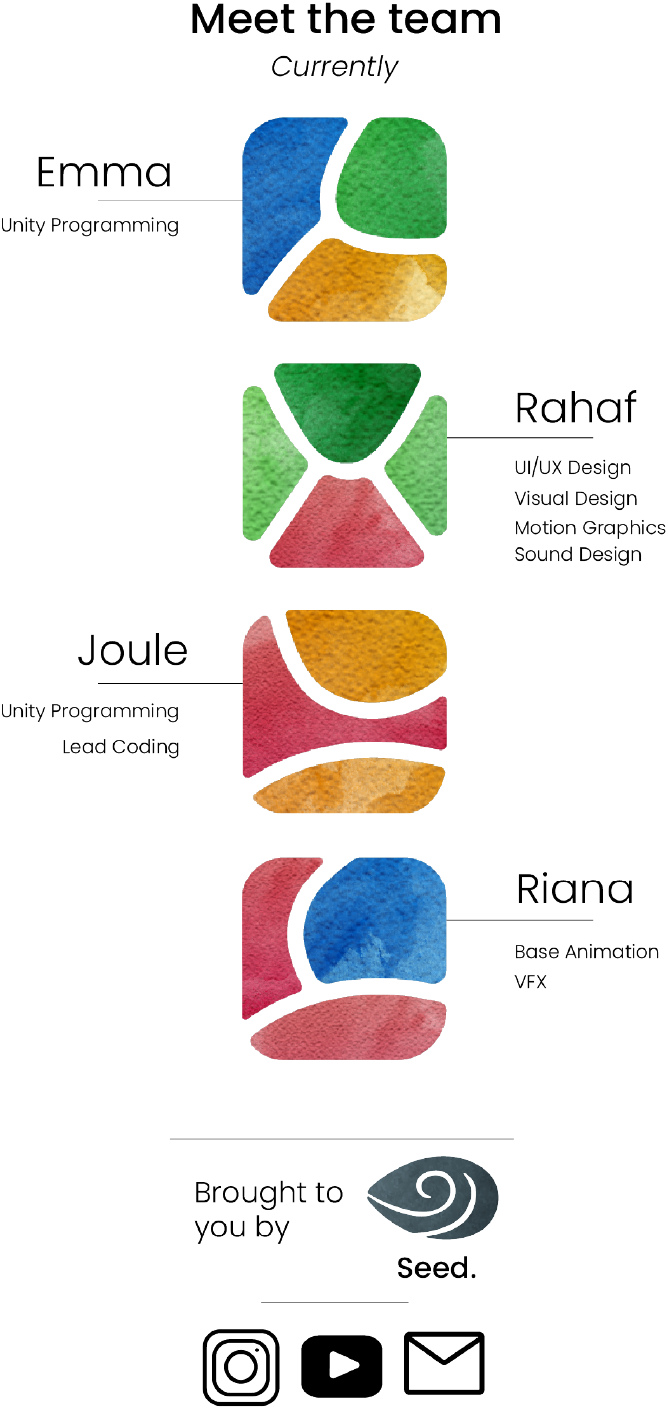 Meet the team
Currently
Emma
Unity Programming
Rahaf
UI/UX Design
Visual Design
Motion Graphics
Sound Design
Joule
Unity Programming
Lead Coding
Riana
Base Animation
VFX
Brought to
you by
Seed.